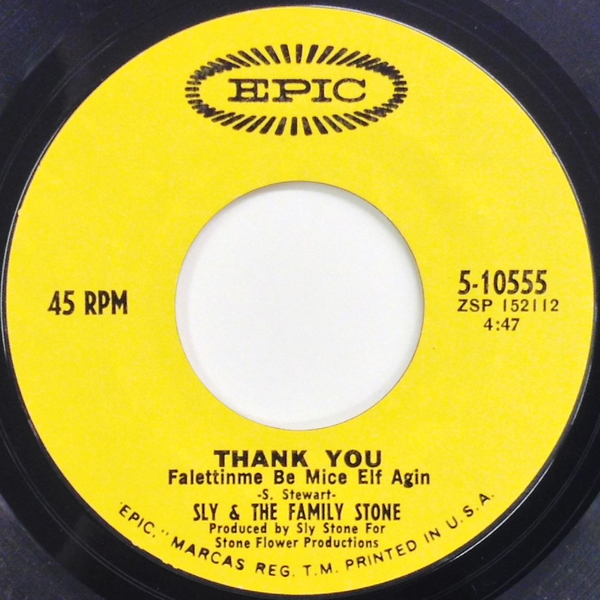 EPIC
45 RPM
5-10555
ZSP 152112
4:47
THANK YOU
Falettinme Be Mice Elf Agin
-S. Stewart-
SLY & THE FAMILY STONE
Produced by Sly Stone For
Stone Flower Productions
"EPIC," MARCAS REG. T.M. PRINTED IN U.S.A.